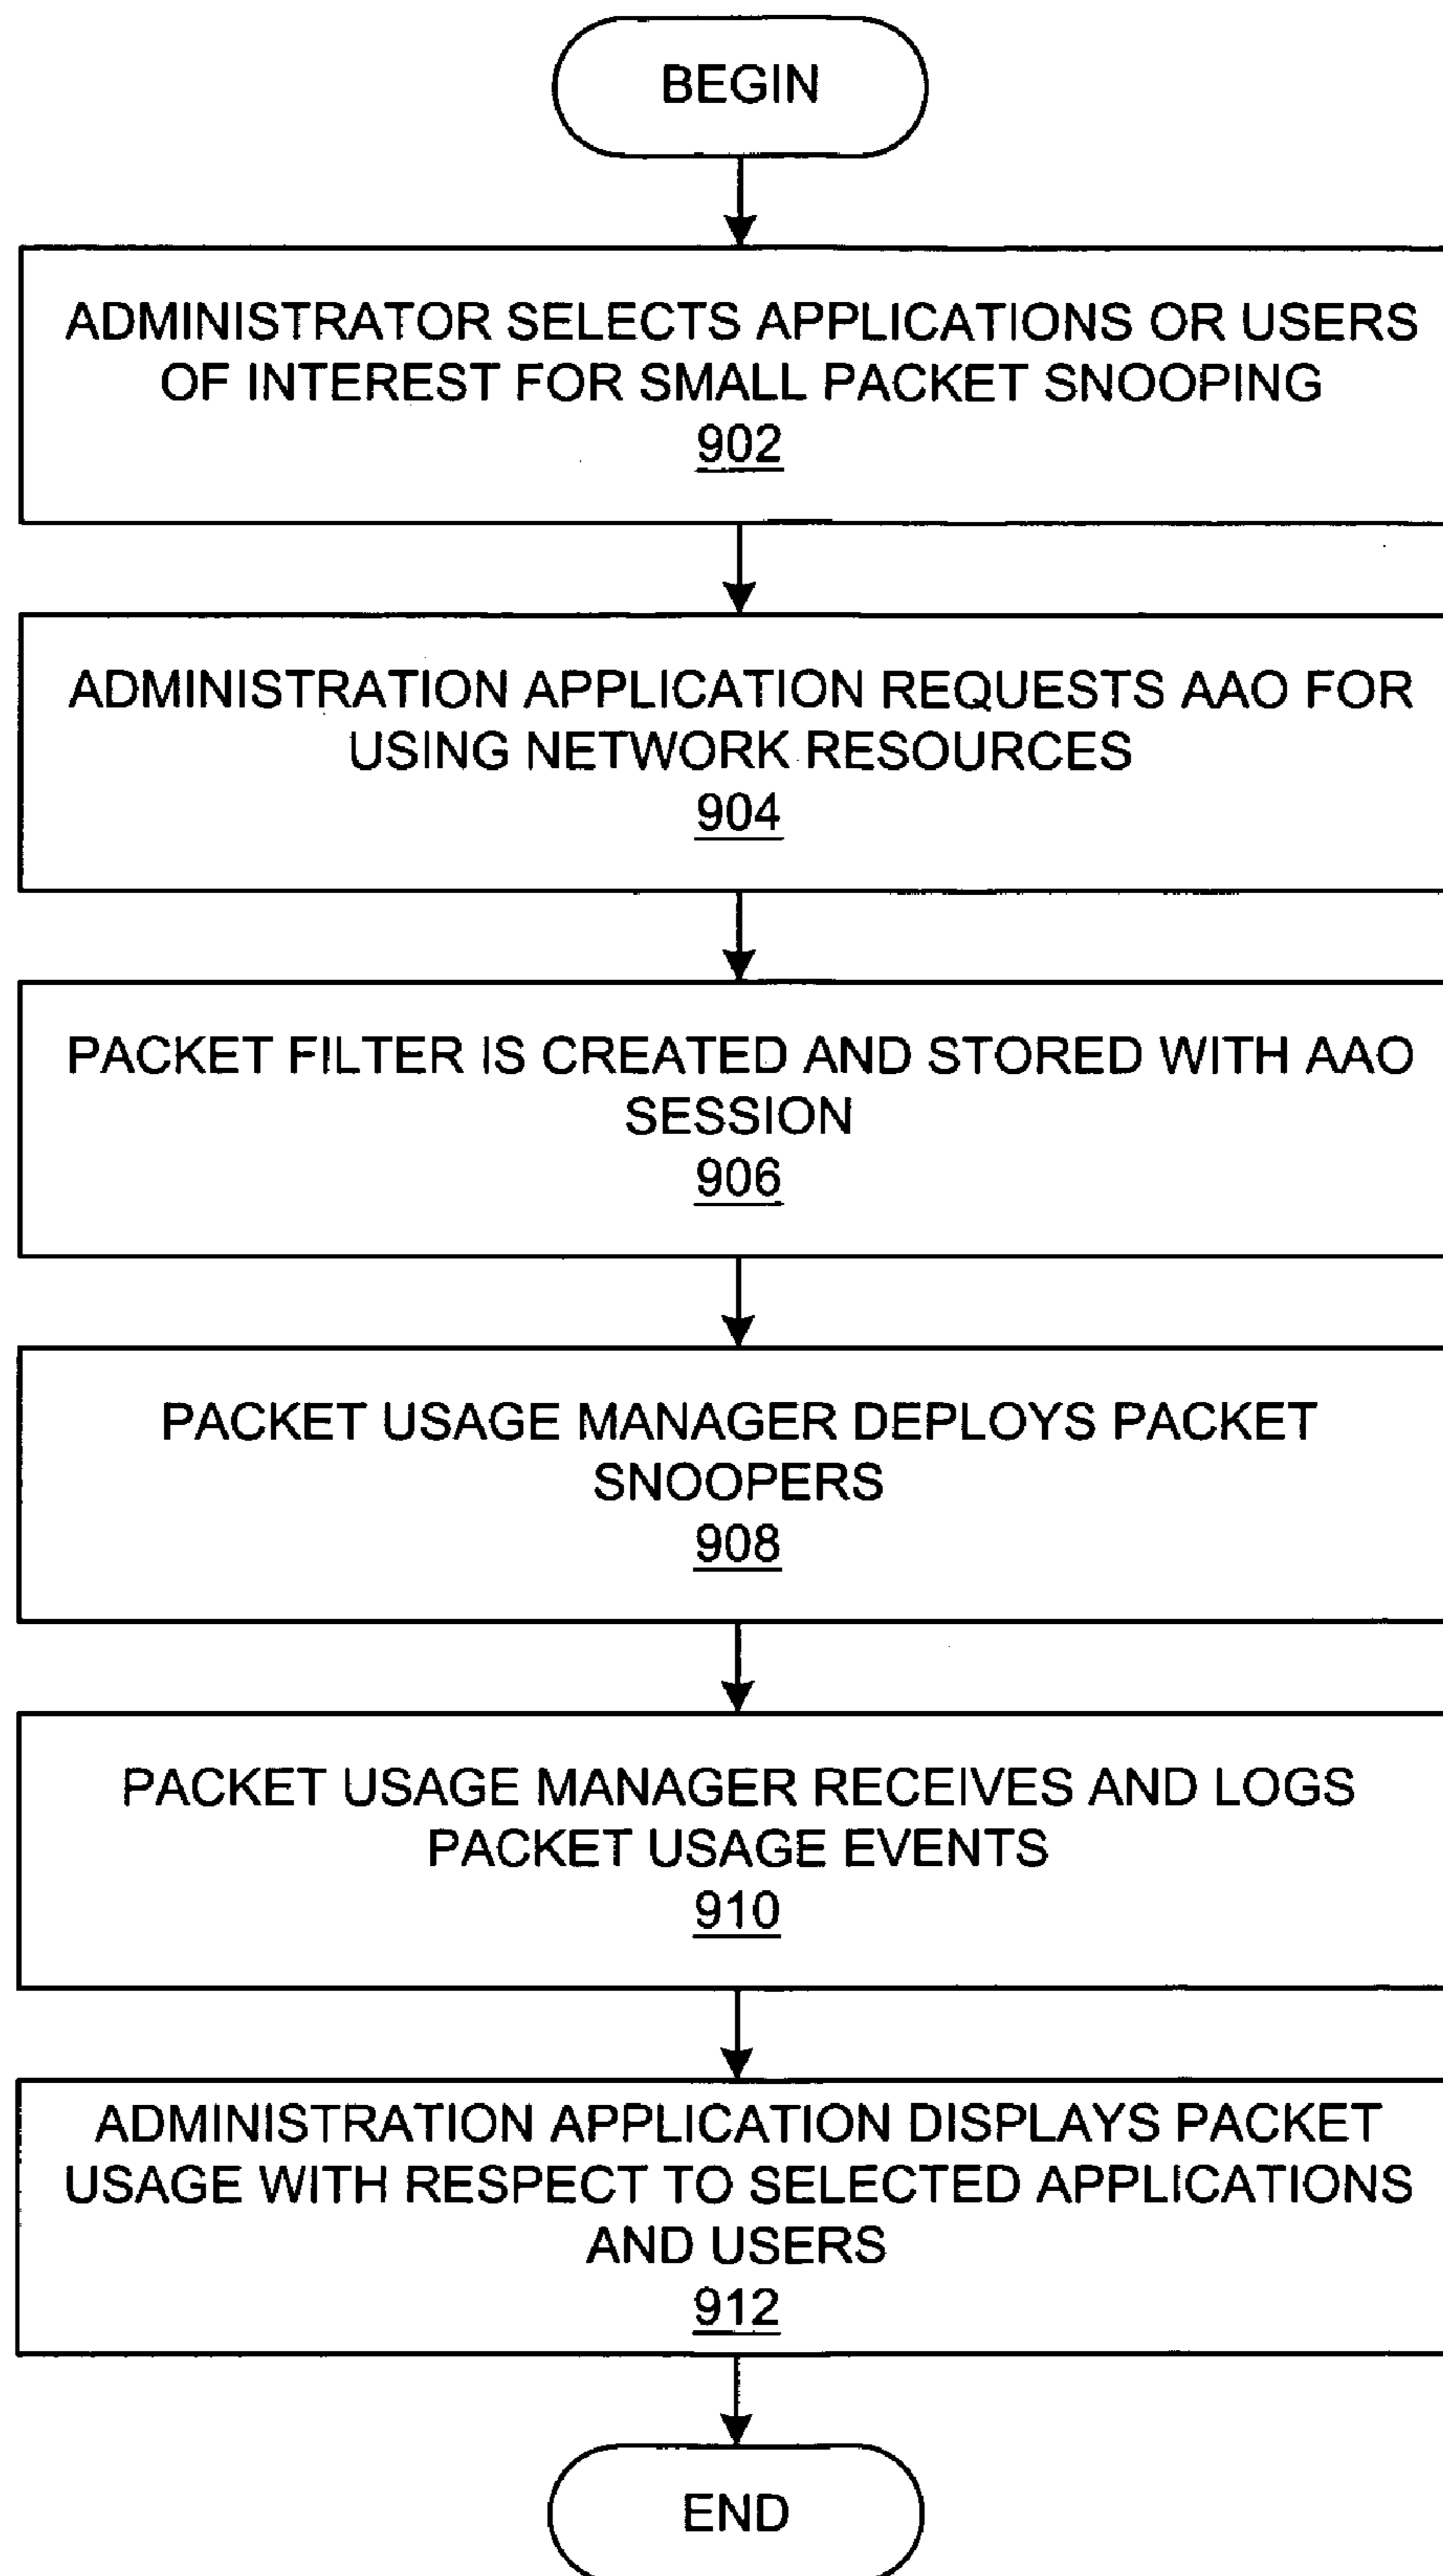 BEGIN
ADMINISTRATOR SELECTS APPLICATIONS OR USERS
OF INTEREST FOR SMALL PACKET SNOOPING
902
ADMINISTRATION APPLICATION REQUESTS AAO FOR
USING NETWORK RESOURCES
904
PACKET FILTER IS CREATED AND STORED WITH AAO
SESSION
906
PACKET USAGE MANAGER DEPLOYS PACKET
SNOOPERS
908
PACKET USAGE MANAGER RECEIVES AND LOGS
PACKET USAGE EVENTS
910
ADMINISTRATION APPLICATION DISPLAYS PACKET
USAGE WITH RESPECT TO SELECTED APPLICATIONS
AND USERS
912
END